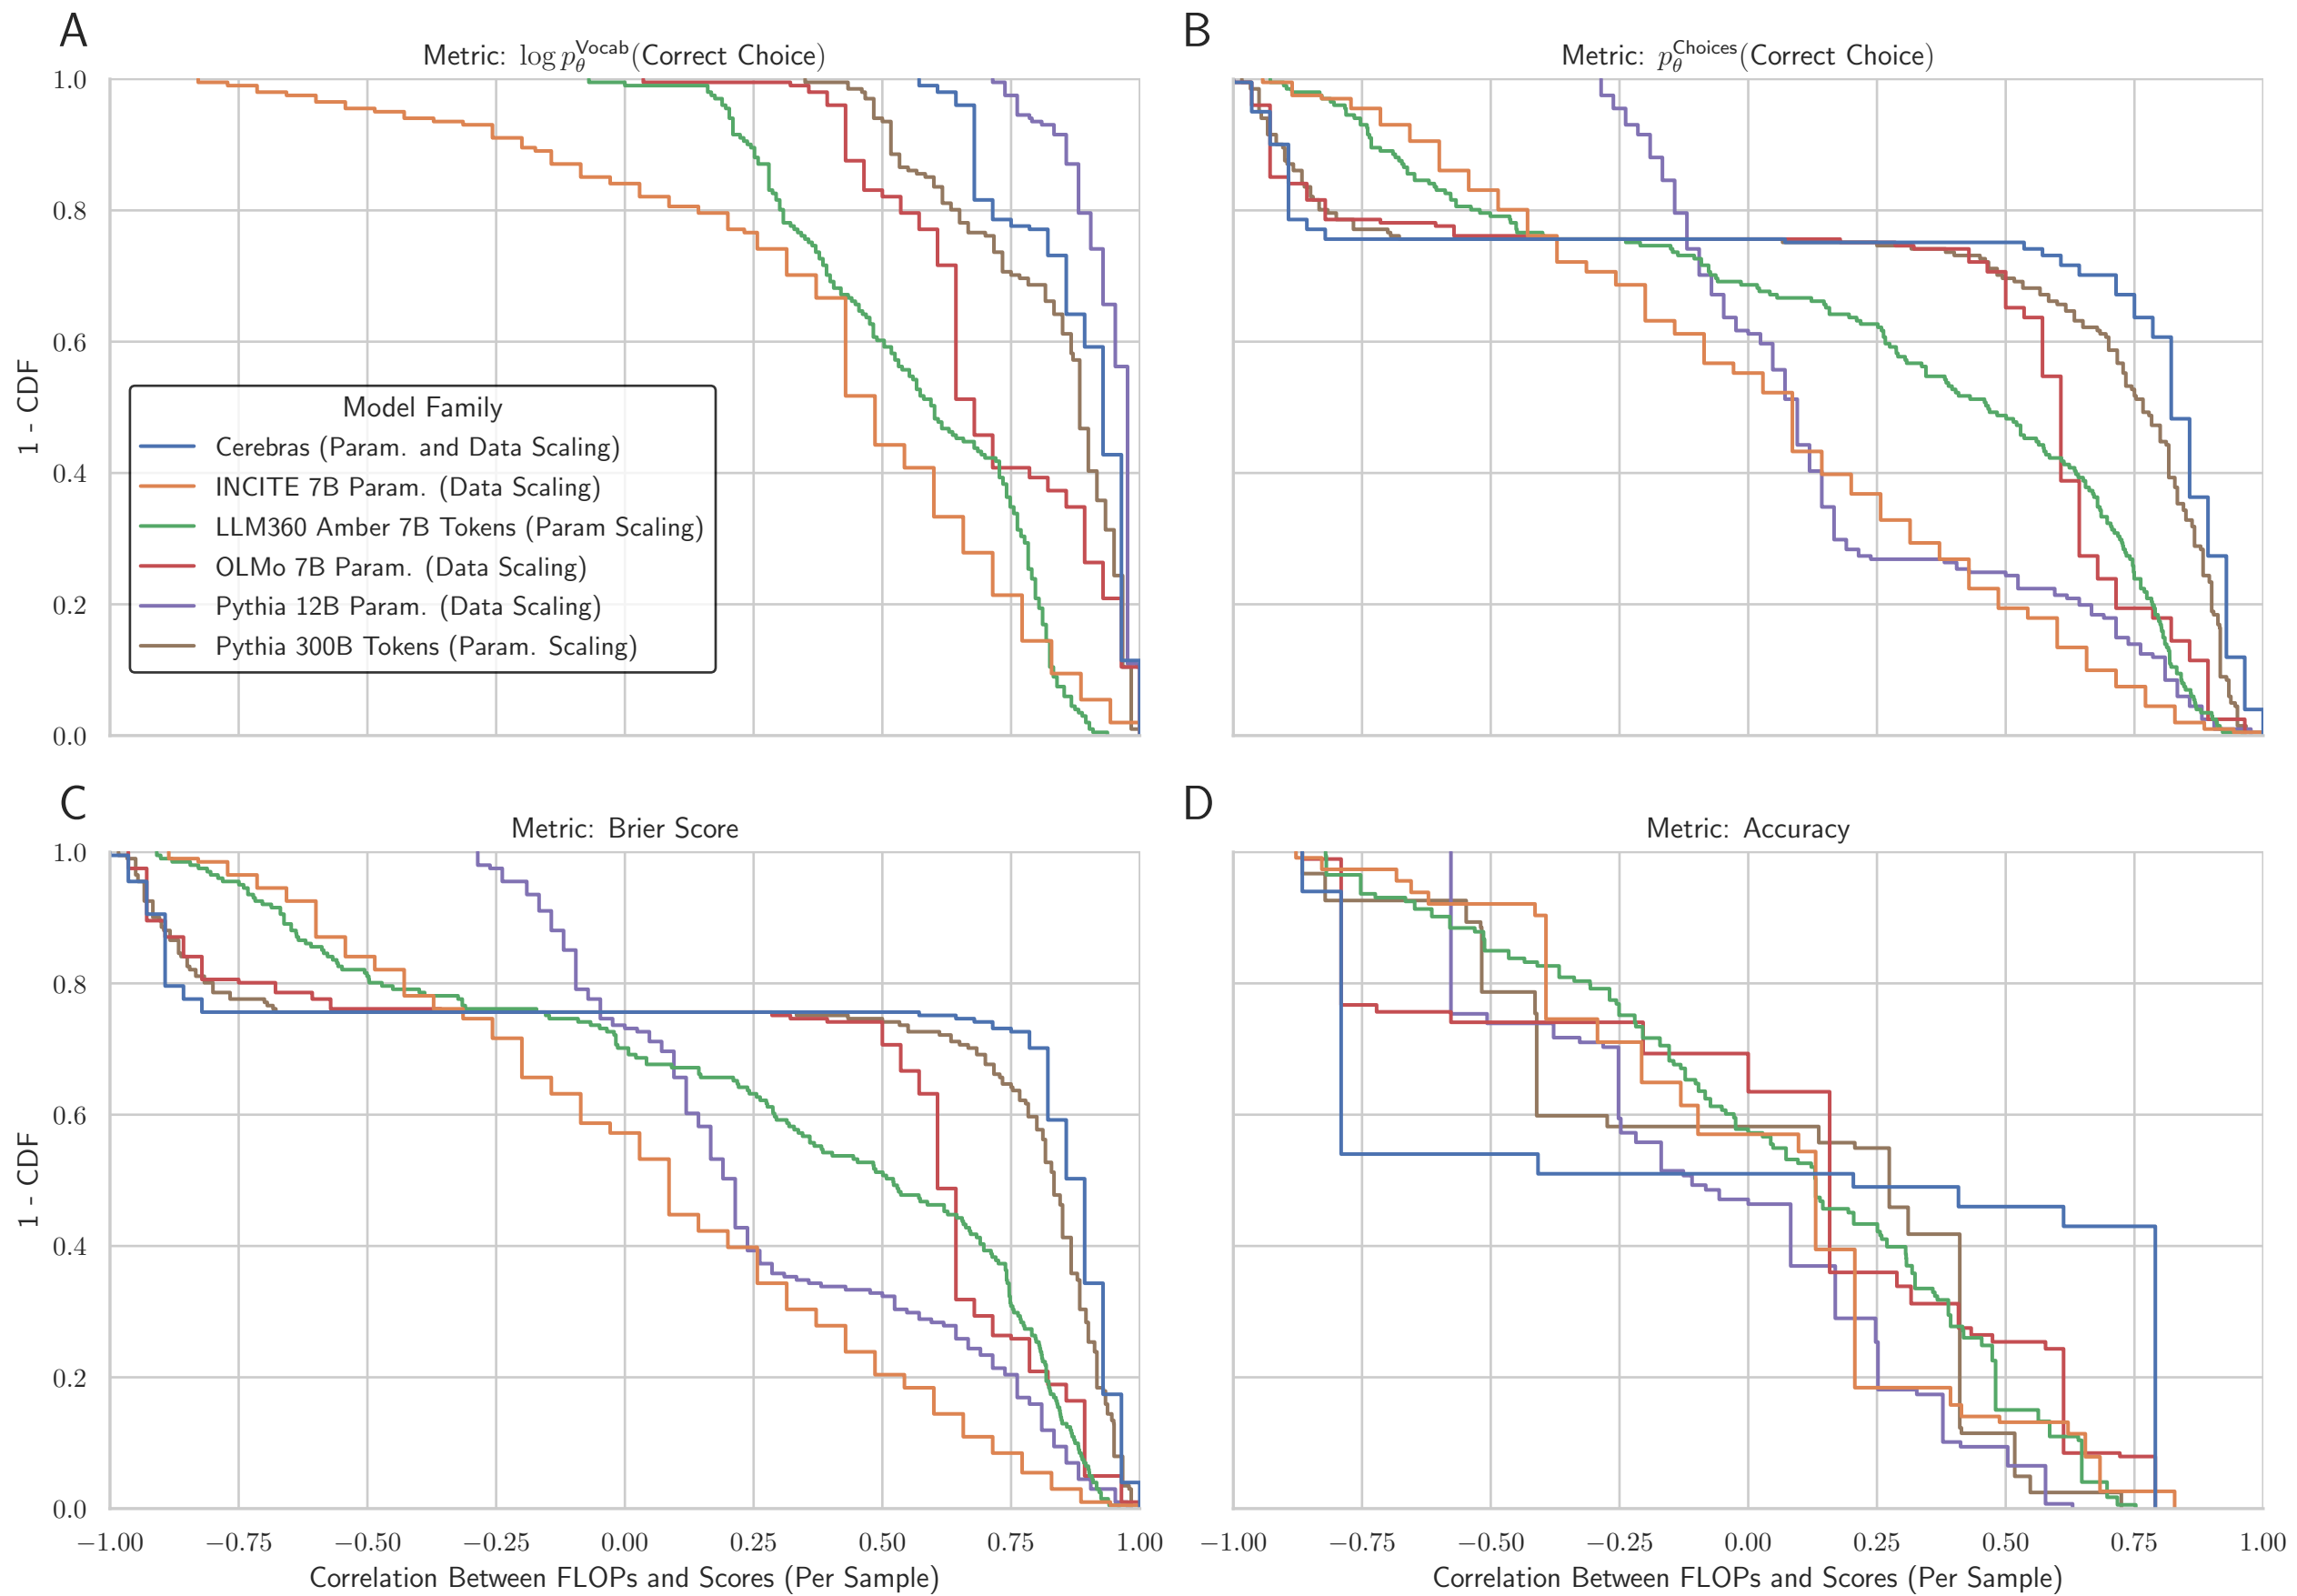 A
Metric: log p_θ^Vocab(Correct Choice)
1.0
0.8
0.6
0.4
0.2
0.0
1 - CDF
Model Family
Cerebras (Param. and Data Scaling)
INCITE 7B Param. (Data Scaling)
LLM360 Amber 7B Tokens (Param Scaling)
OLMo 7B Param. (Data Scaling)
Pythia 12B Param. (Data Scaling)
Pythia 300B Tokens (Param. Scaling)
B
Metric: p_θ^Choices(Correct Choice)
C
Metric: Brier Score
1.0
0.8
0.6
0.4
0.2
0.0
1 - CDF
−1.00 −0.75 −0.50 −0.25 0.00 0.25 0.50 0.75 1.00
Correlation Between FLOPs and Scores (Per Sample)
D
Metric: Accuracy
−1.00 −0.75 −0.50 −0.25 0.00 0.25 0.50 0.75 1.00
Correlation Between FLOPs and Scores (Per Sample)